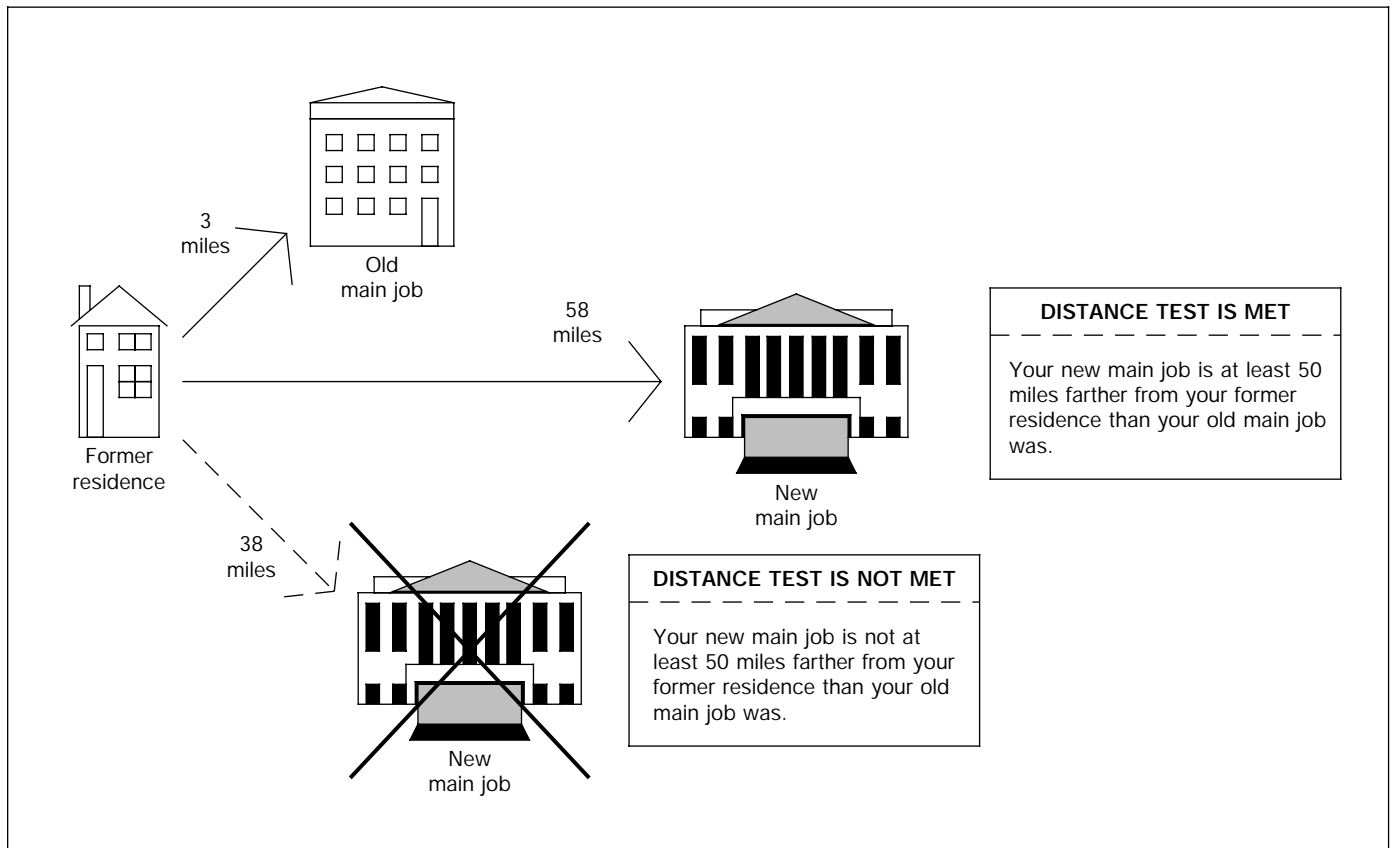 3
miles
Old
main job
58
miles
DISTANCE TEST IS MET
Your new main job is at least 50
miles farther from your former
residence than your old main job
was.
Former
residence
New
main job
38
miles
DISTANCE TEST IS NOT MET
Your new main job is not at
least 50 miles farther from your
former residence than your old
main job was.
New
main job